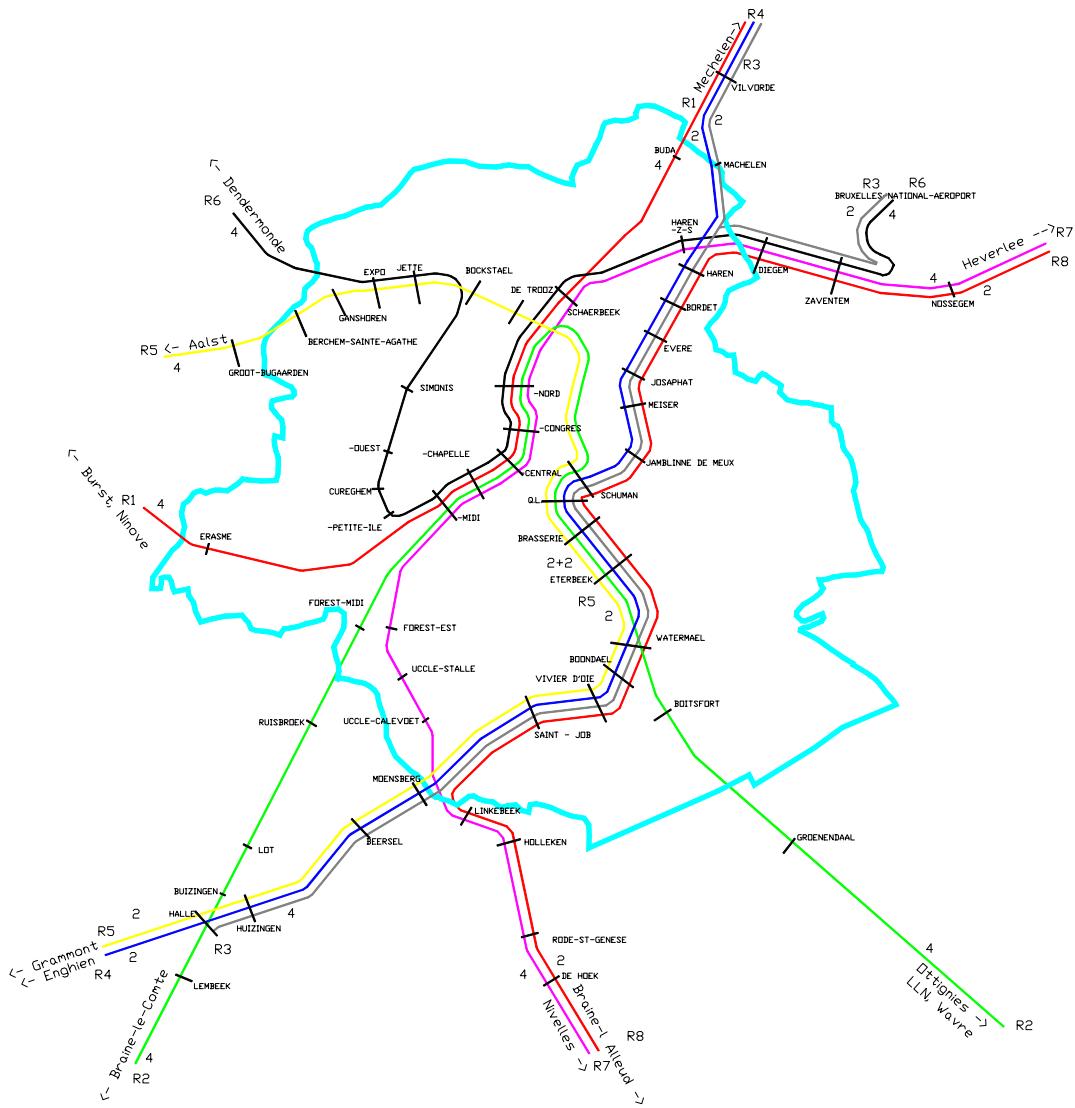 R4
Mechelen->
R3
VILVORDE
R1
2
2
BUDA
4
MACHELEN
<- Dendermonde
R6
4
R3
R6
BRUXELLES-NATIONAL-AEROPORT
2
4
HAREN
-Z-S
Heverlee -->
R7
R8
4
2
NOSSEGEM
ZAVENTEM
DIEGEM
HAREN
EXPO
JETTE
BOCKSTAEL
DE TROOZ
SCHAERBEEK
GANSHOREN
BERCHEM-SAINTE-AGATHE
R5
<- Aalst
4
GROOT-BUGAARDEN
BORDET
EVERE
JOSAPHAT
MEISER
JAMBLINNE DE MEUX
SIMONIS
-NORD
-CONGRES
-OUEST
-CHAPELLE
CENTRAL
CUREGHEM
-PETITE-ILE
-MIDI
Q.L.
SCHUMAN
<- Burst, Ninove
R1
4
ERASME
BRASSERIE
2+2
ETERBEEK
R5
2
FOREST-MIDI
FOREST-EST
WATERMAEL
BOONDAEL
UCCLE-STALLE
VIVIER D'OIE
BOITSFORT
RUISBROEK
UCCLE-CALEVOET
SAINT - JOB
MOENSBERG
LINKEBEEK
HOLLEKEN
GROENENDAAL
BEERSEL
LOT
BUIZINGEN
HALLE
HUIZINGEN
4
2
R5
R3
<- Grammont
<- Enghien
2
R4
LEMBEEK
RODE-ST-GENESE
2
4
DE HOEK
<- Braine-le-Comte
4
R2
Nivelles ->
Braine-l Alleud ->
R8
R7
4
Ottignies ->
LLN, Wavre
R2